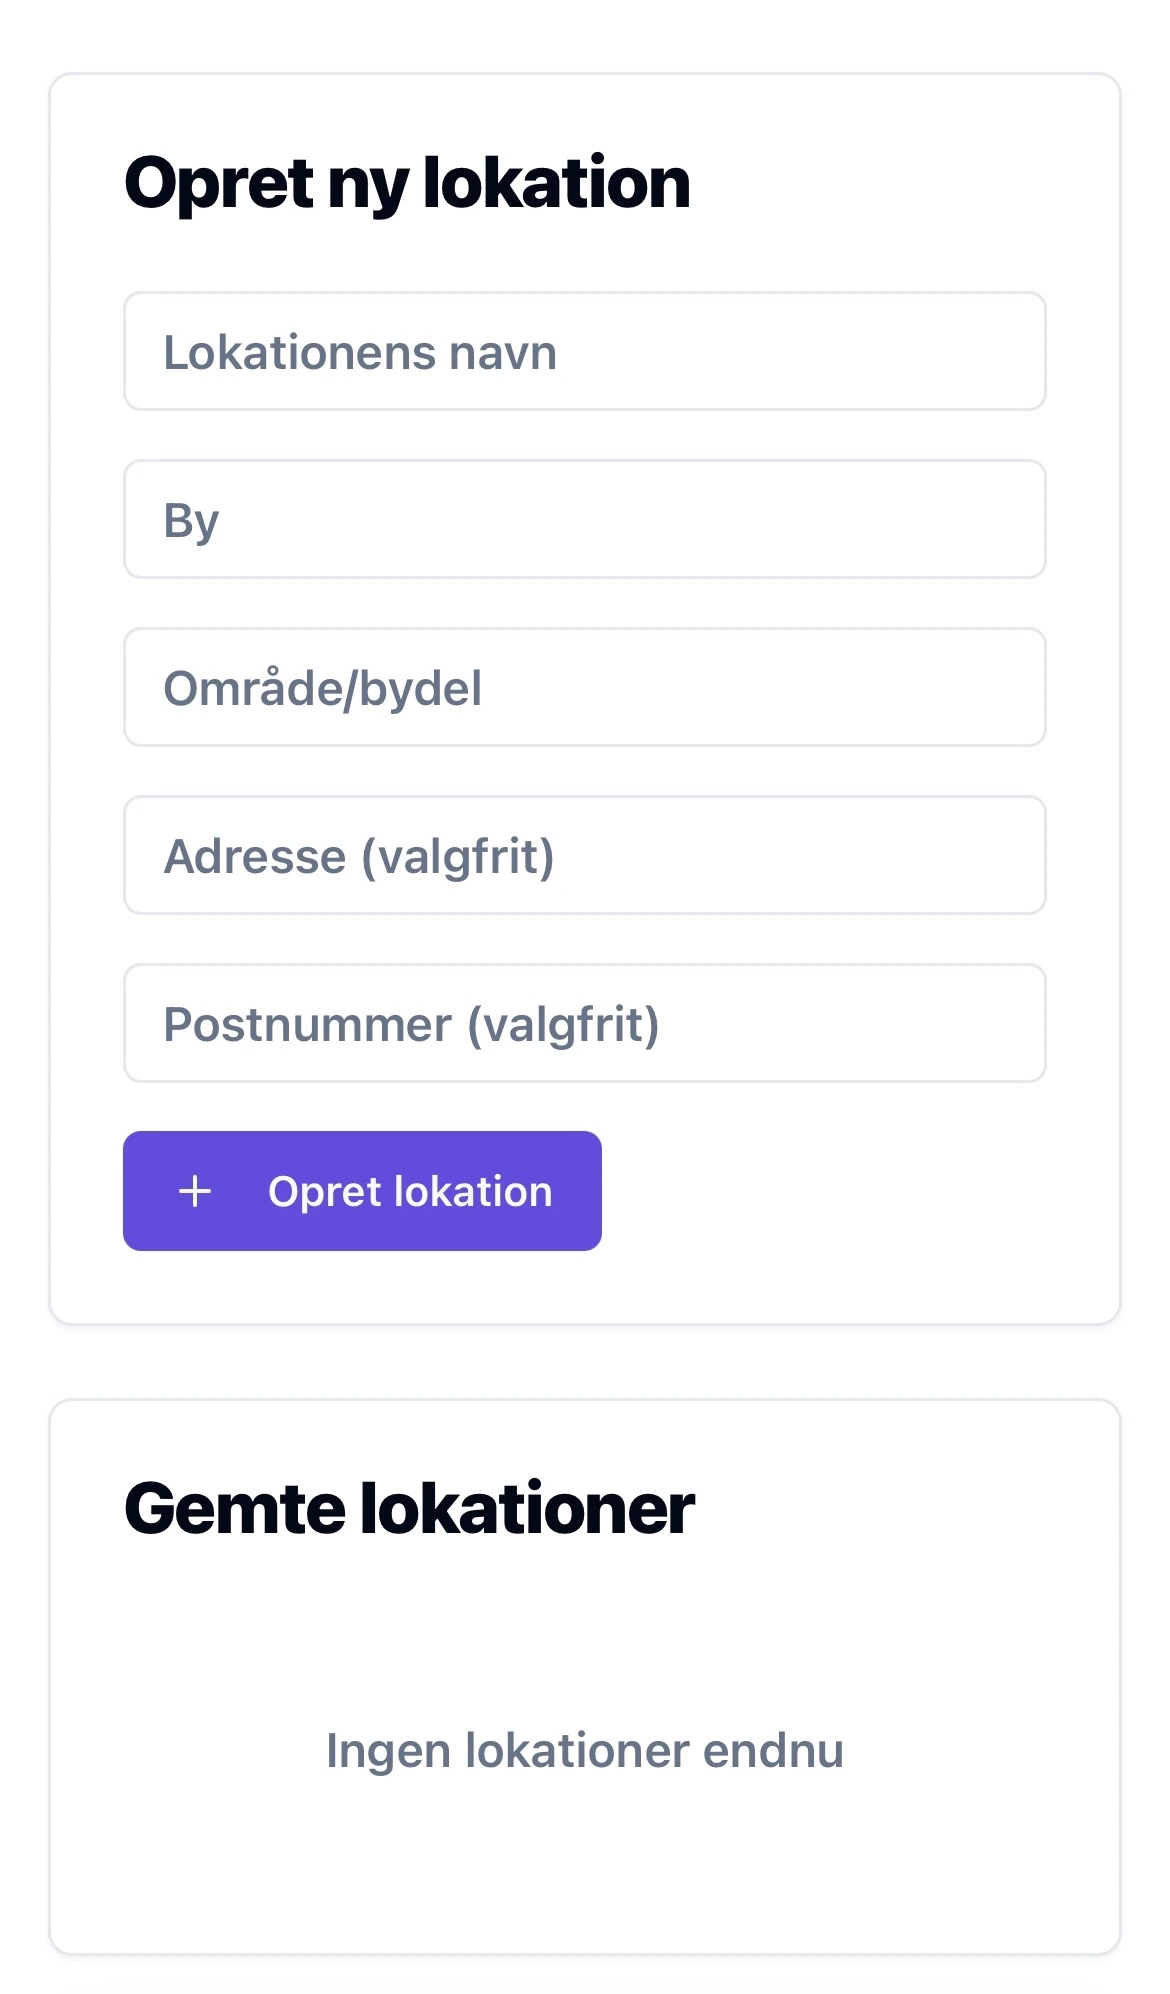 Opret ny lokation
Lokationens navn
By
Område/bydel
Adresse (valgfrit)
Postnummer (valgfrit)
Opret lokation
Gemte lokationer
Ingen lokationer endnu